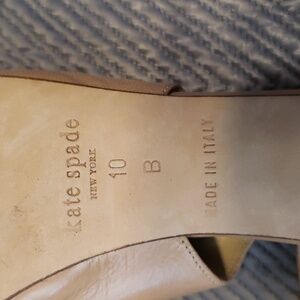 kate spade
NEW YORK
10
B
MADE IN ITALY